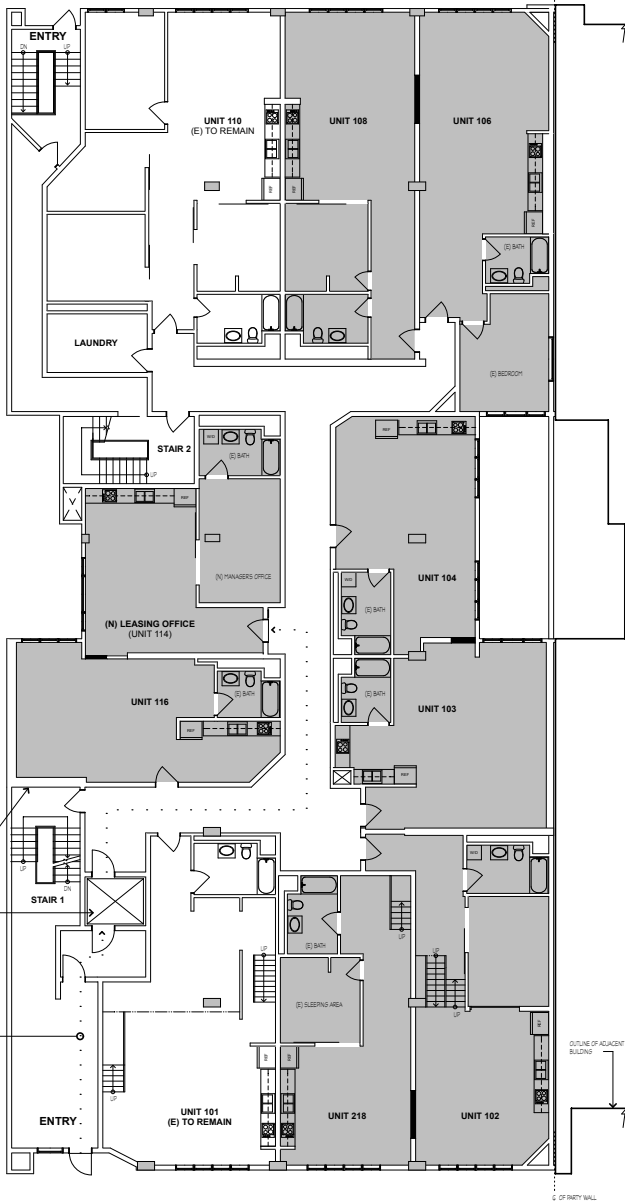 ENTRY
DN
UP
UNIT 110
(E) TO REMAIN
UNIT 108
UNIT 106
REF
REF
REF
(E) BATH
LAUNDRY
(E) BEDROOM
STAIR 2
UP
W/D
(E) BATH
REF
REF
(N) MANAGER'S OFFICE
UNIT 104
W/D
(E) BATH
(N) LEASING OFFICE
(UNIT 114)
UNIT 116
(E) BATH
REF
(E) BATH
UNIT 103
REF
UP
DN
STAIR 1
W/D
(E) BATH
UP
UP
UP
UP
(E) SLEEPING AREA
REF
REF
REF
UP
OUTLINE OF ADJACENT
BUILDING
ENTRY
UNIT 101
(E) TO REMAIN
UNIT 218
UNIT 102
℄ OF PARTY WALL